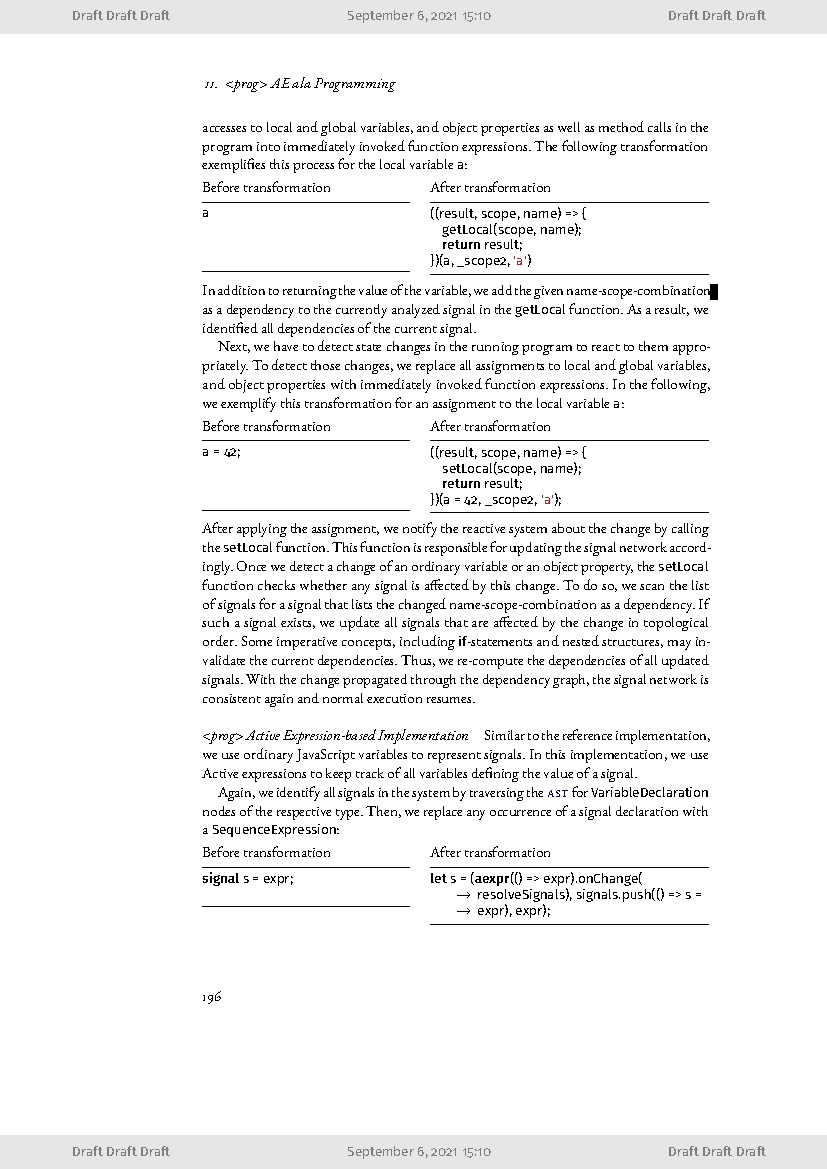 Draft Draft Draft September 6, 2021 15:10 Draft Draft Draft
11. <prog> AE ala Programming
accesses to local and global variables, and object properties as well as method calls in the
program into immediately invoked function expressions. The following transformation
exemplifies this process for the local variable a:
Before transformation
a
After transformation
((result, scope, name) => {
getLocal(scope, name);
return result;
})(a, _scope2, 'a')
In addition to returning the value of the variable, we add the given name-scope-combination
as a dependency to the currently analyzed signal in the getLocal function. As a result, we
identified all dependencies of the current signal.
Next, we have to detect state changes in the running program to react to them appro-
priately. To detect those changes, we replace all assignments to local and global variables,
and object properties with immediately invoked function expressions. In the following,
we exemplify this transformation for an assignment to the local variable a:
Before transformation
a = 42;
After transformation
((result, scope, name) => {
setLocal(scope, name);
return result;
})(a = 42, _scope2, 'a');
After applying the assignment, we notify the reactive system about the change by calling
the setLocal function. This function is responsible for updating the signal network accord-
ingly. Once we detect a change of an ordinary variable or an object property, the setLocal
function checks whether any signal is affected by this change. To do so, we scan the list
of signals for a signal that lists the changed name-scope-combination as a dependency. If
such a signal exists, we update all signals that are affected by the change in topological
order. Some imperative concepts, including if-statements and nested structures, may in-
validate the current dependencies. Thus, we re-compute the dependencies of all updated
signals. With the change propagated through the dependency graph, the signal network is
consistent again and normal execution resumes.
<prog> Active Expression-based Implementation Similar to the reference implementation,
we use ordinary JavaScript variables to represent signals. In this implementation, we use
Active expressions to keep track of all variables defining the value of a signal.
Again, we identify all signals in the system by traversing the AST for VariableDeclaration
nodes of the respective type. Then, we replace any occurrence of a signal declaration with
a SequenceExpression:
Before transformation
signal s = expr;
After transformation
let s = (aexpr(() => expr).onChange(
→ resolveSignals), signals.push(() => s =
→ expr), expr);
196
Draft Draft Draft September 6, 2021 15:10 Draft Draft Draft